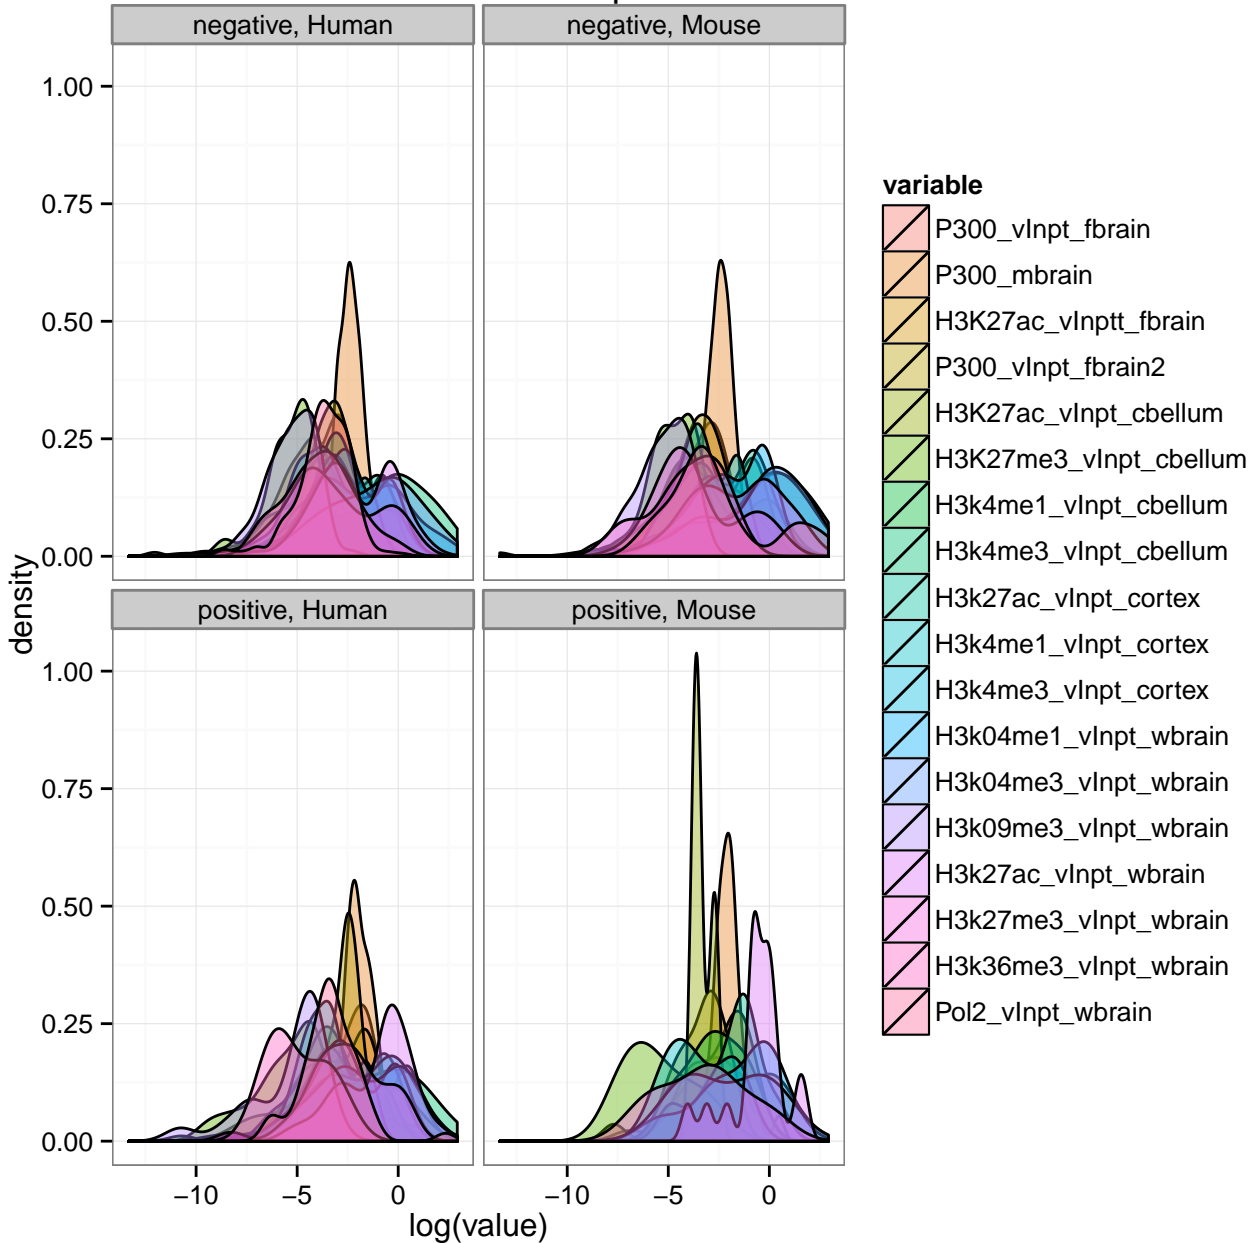 negative, Human
negative, Mouse
1.00
0.75
0.50
0.25
0.00
positive, Human
positive, Mouse
1.00
0.75
0.50
0.25
0.00
−10
−5
0
−10
−5
0
density
log(value)
variable
P300_vInpt_fbrain
P300_mbrain
H3K27ac_vInptt_fbrain
P300_vInpt_fbrain2
H3K27ac_vInpt_cbellum
H3K27me3_vInpt_cbellum
H3k4me1_vInpt_cbellum
H3k4me3_vInpt_cbellum
H3k27ac_vInpt_cortex
H3k4me1_vInpt_cortex
H3k4me3_vInpt_cortex
H3k04me1_vInpt_wbrain
H3k04me3_vInpt_wbrain
H3k09me3_vInpt_wbrain
H3k27ac_vInpt_wbrain
H3k27me3_vInpt_wbrain
H3k36me3_vInpt_wbrain
Pol2_vInpt_wbrain